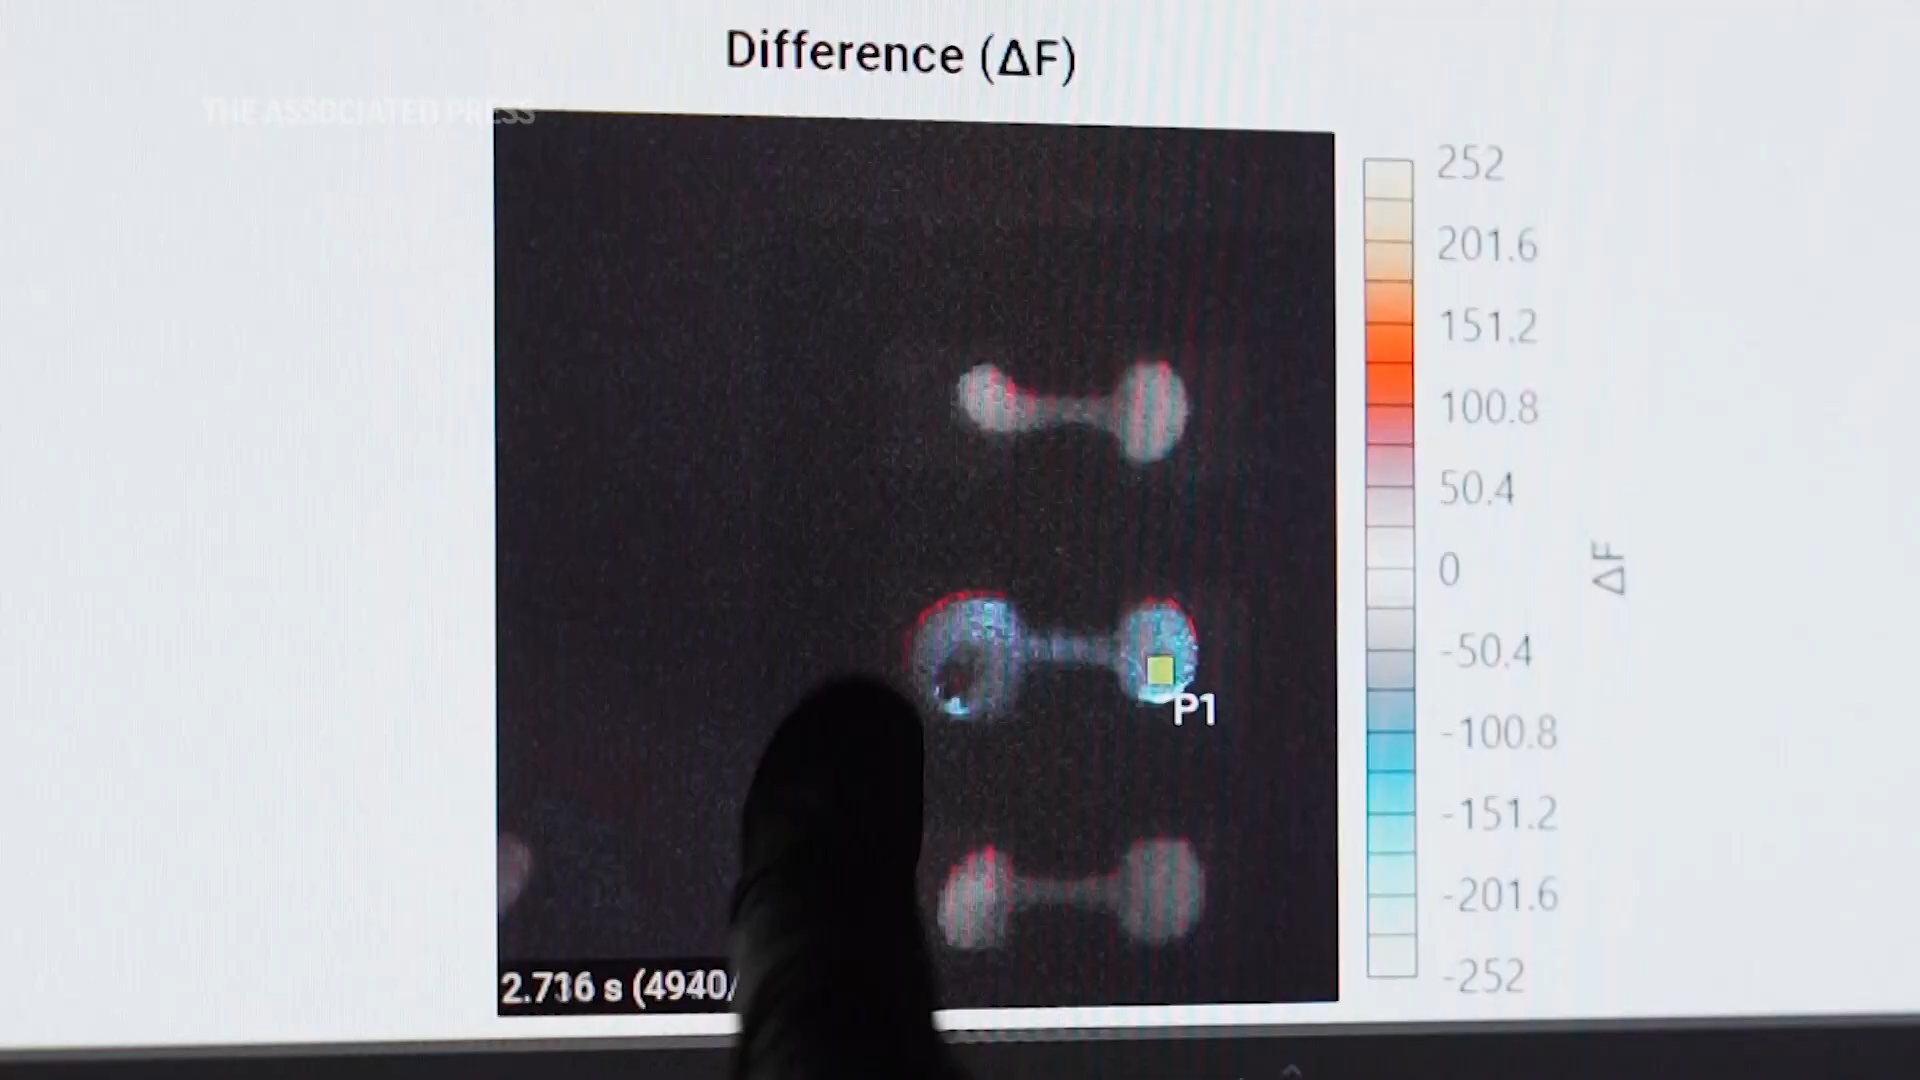 Difference (ΔF)
THE ASSOCIATED PRESS
252
201.6
151.2
100.8
50.4
0
-50.4
-100.8
-151.2
-201.6
-252
ΔF
P1
2.736 s (4940/